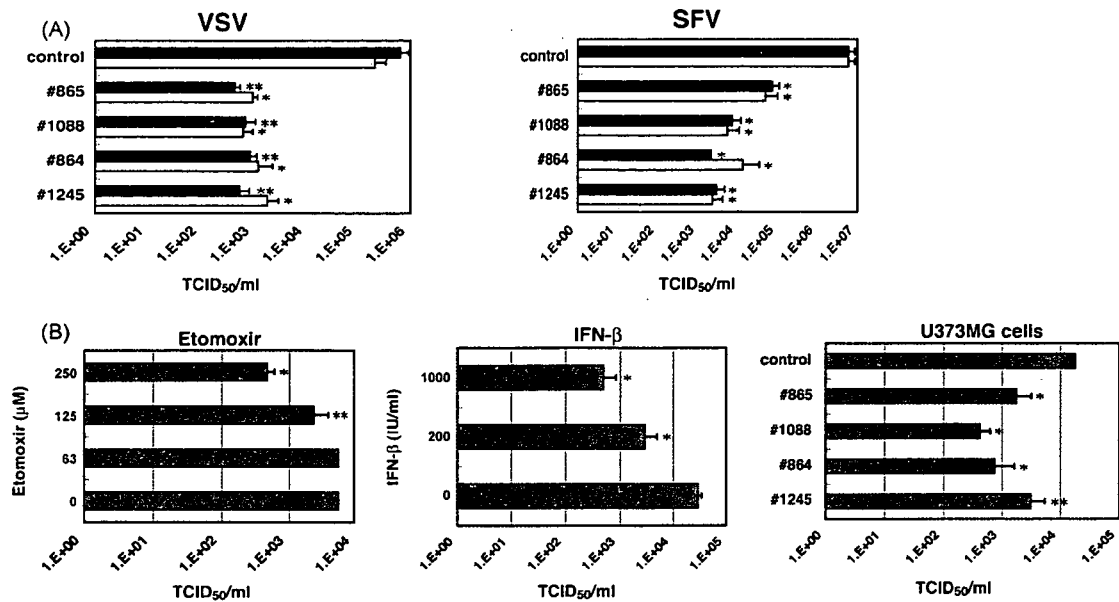 (A)
VSV
control
#865
**
*
#1088
**
*
#864
**
*
#1245
**
*
1.E+00
1.E+01
1.E+02
1.E+03
1.E+04
1.E+05
1.E+06
TCID50/ml
SFV
control
#865
*
*
#1088
*
*
#864
*
*
#1245
*
*
1.E+00
1.E+01
1.E+02
1.E+03
1.E+04
1.E+05
1.E+06
1.E+07
TCID50/ml
(B)
Etomoxir
Etomoxir (μM)
250
*
125
**
63
0
1.E+00
1.E+01
1.E+02
1.E+03
1.E+04
TCID50/ml
IFN-β
IFN-β (IU/ml)
1000
*
200
*
0
1.E+00
1.E+01
1.E+02
1.E+03
1.E+04
1.E+05
TCID50/ml
U373MG cells
control
#865
*
#1088
*
#864
*
#1245
**
1.E+00
1.E+01
1.E+02
1.E+03
1.E+04
1.E+05
TCID50/ml